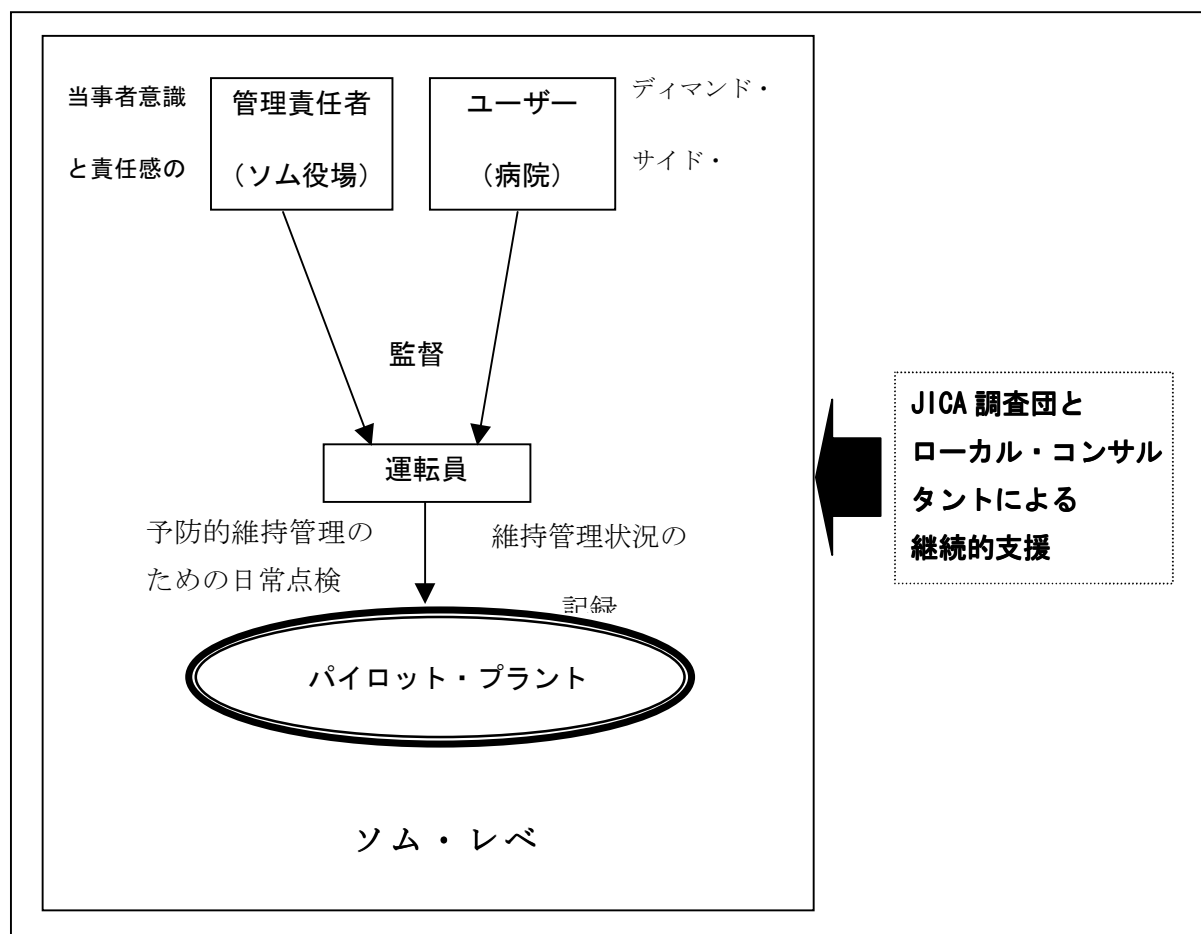 当事者意識
と責任感の
管理責任者
(ソム役場)
ユーザー
(病院)
ディマンド・
サイド・
監督
運転員
予防的維持管理の
ための日常点検
維持管理状況の
記録
パイロット・プラント
ソム・レベ
JICA 調査団と
ローカル・コンサル
タントによる
継続的支援